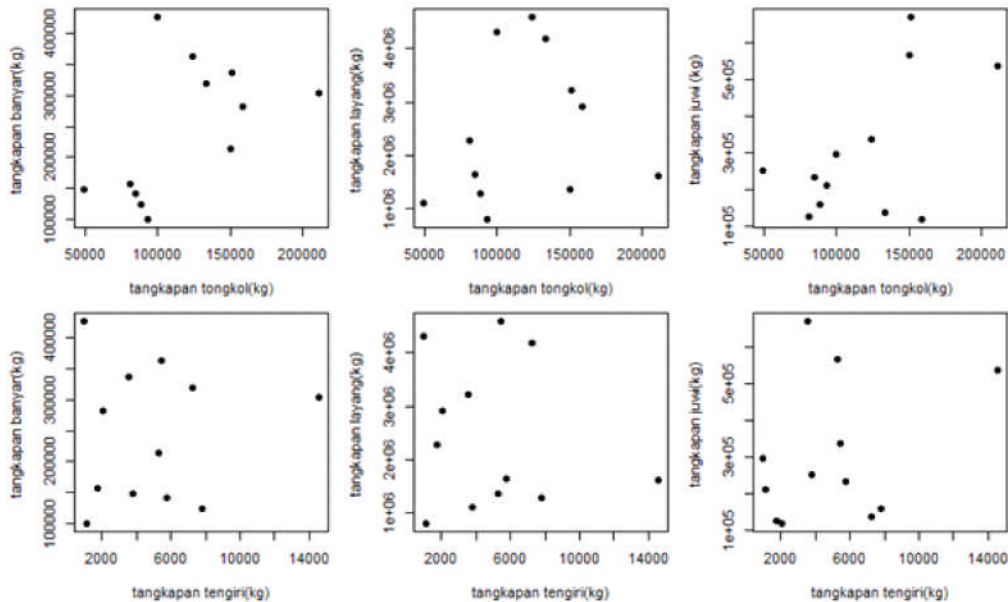 tangkapan banyar(kg)
100000 200000 300000 400000
50000 100000 150000 200000
tangkapan tongkol(kg)
tangkapan layang(kg)
1e+06 2e+06 3e+06 4e+06
50000 100000 150000 200000
tangkapan tongkol(kg)
tangkapan juwi (kg)
1e+05 3e+05 5e+05
50000 100000 150000 200000
tangkapan tongkol(kg)
tangkapan banyar(kg)
100000 200000 300000 400000
2000 6000 10000 14000
tangkapan tengiri(kg)
tangkapan layang(kg)
1e+06 2e+06 3e+06 4e+06
2000 6000 10000 14000
tangkapan tengiri(kg)
tangkapan juwi(kg)
1e+05 3e+05 5e+05
2000 6000 10000 14000
tangkapan tengiri(kg)